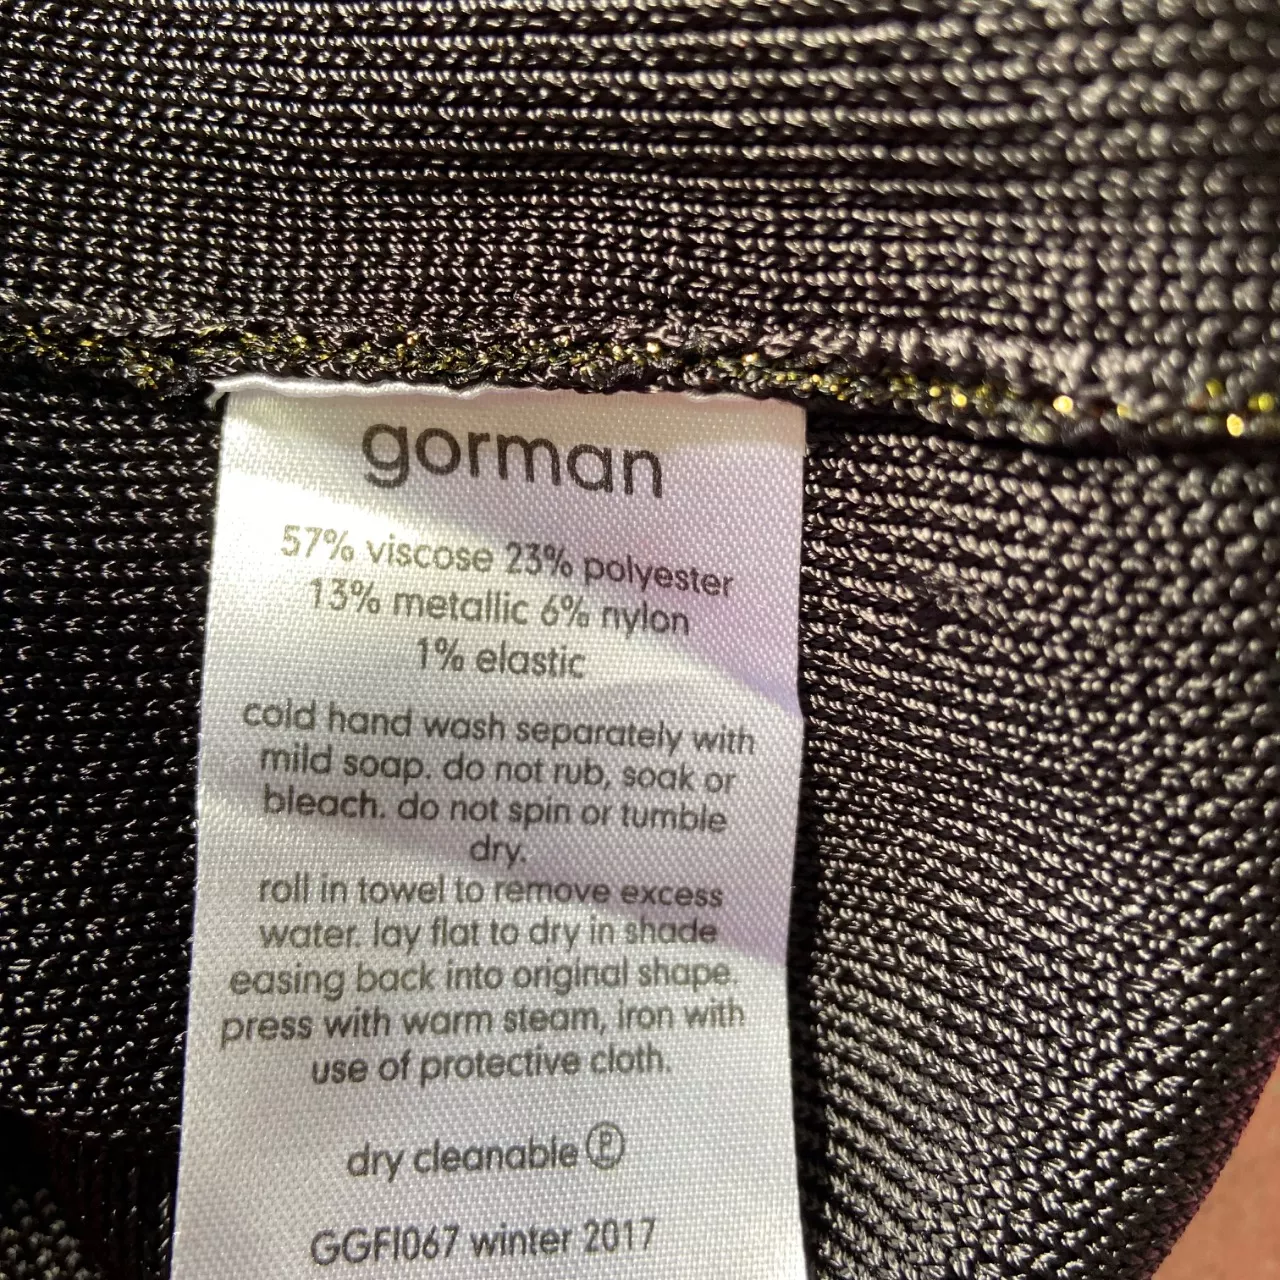 gorman
57% viscose 23% polyester
13% metallic 6% nylon
1% elastic
cold hand wash separately with
mild soap. do not rub, soak or
bleach. do not spin or tumble
dry.
roll in towel to remove excess
water. lay flat to dry in shade
easing back into original shape.
press with warm steam, iron with
use of protective cloth.
dry cleanable Ⓟ
GGFI067 winter 2017